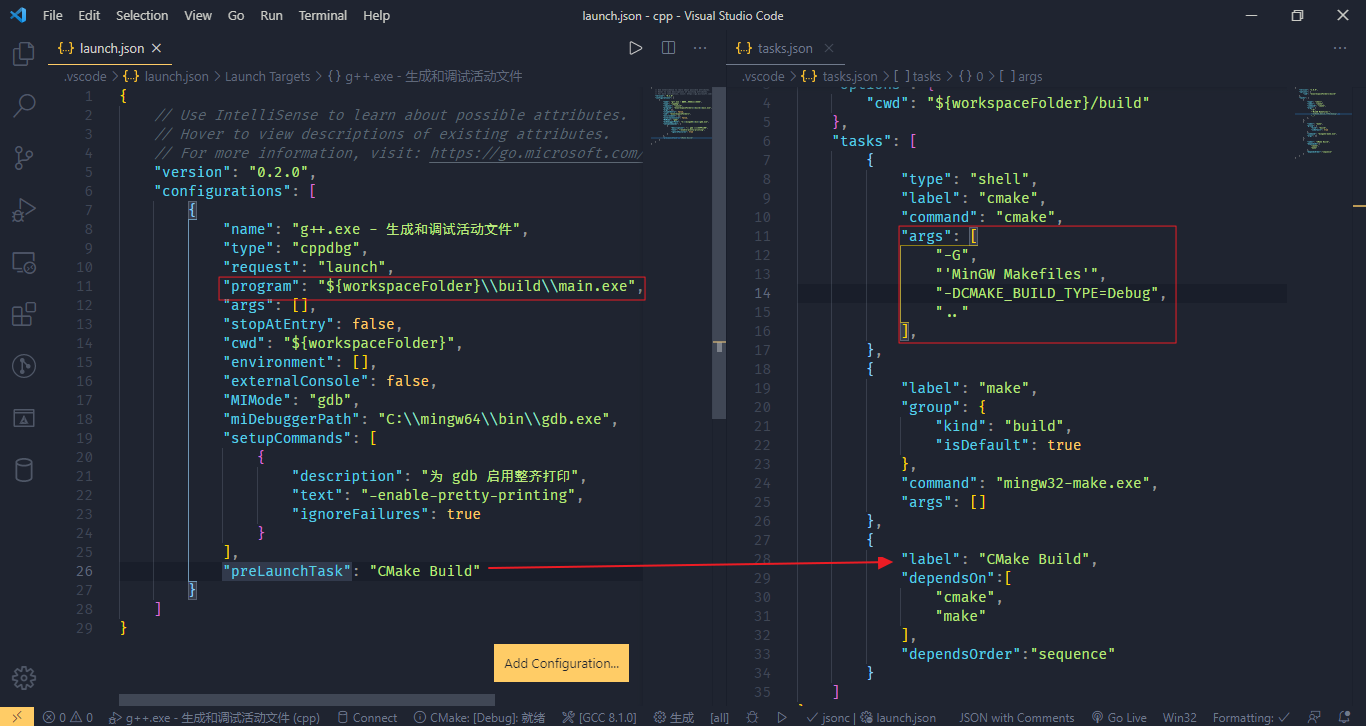 File Edit Selection View Go Run Terminal Help
launch.json - cpp - Visual Studio Code
{..} launch.json
.vscode > {..} launch.json > Launch Targets > { } g++.exe - 生成和调试活动文件
1 {
2 // Use IntelliSense to learn about possible attributes.
3 // Hover to view descriptions of existing attributes.
4 // For more information, visit: https://go.microsoft.com/
5 "version": "0.2.0",
6 "configurations": [
7 {
8 "name": "g++.exe - 生成和调试活动文件",
9 "type": "cppdbg",
10 "request": "launch",
11 "program": "${workspaceFolder}\\build\\main.exe",
12 "args": [],
13 "stopAtEntry": false,
14 "cwd": "${workspaceFolder}",
15 "environment": [],
16 "externalConsole": false,
17 "MIMode": "gdb",
18 "miDebuggerPath": "C:\\mingw64\\bin\\gdb.exe",
19 "setupCommands": [
20 {
21 "description": "为 gdb 启用整齐打印",
22 "text": "-enable-pretty-printing",
23 "ignoreFailures": true
24 }
25 ],
26 "preLaunchTask": "CMake Build"
27 }
28 ]
29 }
Add Configuration...
{..} tasks.json
.vscode > {..} tasks.json > [ ] tasks > { } 0 > [ ] args
4 "cwd": "${workspaceFolder}/build"
5 },
6 "tasks": [
7 {
8 "type": "shell",
9 "label": "cmake",
10 "command": "cmake",
11 "args": [
12 "-G",
13 "'MinGW Makefiles'",
14 "-DCMAKE_BUILD_TYPE=Debug",
15 ".."
16 ],
17 },
18 {
19 "label": "make",
20 "group": {
21 "kind": "build",
22 "isDefault": true
23 },
24 "command": "mingw32-make.exe",
25 "args": []
26 },
27 {
28 "label": "CMake Build",
29 "dependsOn":[
30 "cmake",
31 "make"
32 ],
33 "dependsOrder":"sequence"
34 }
35 ]
0 0 g++.exe - 生成和调试活动文件 (cpp) Connect CMake: [Debug]: 就绪 [GCC 8.1.0] 生成 [all] jsonc | launch.json JSON with Comments Go Live Win32 Formatting: